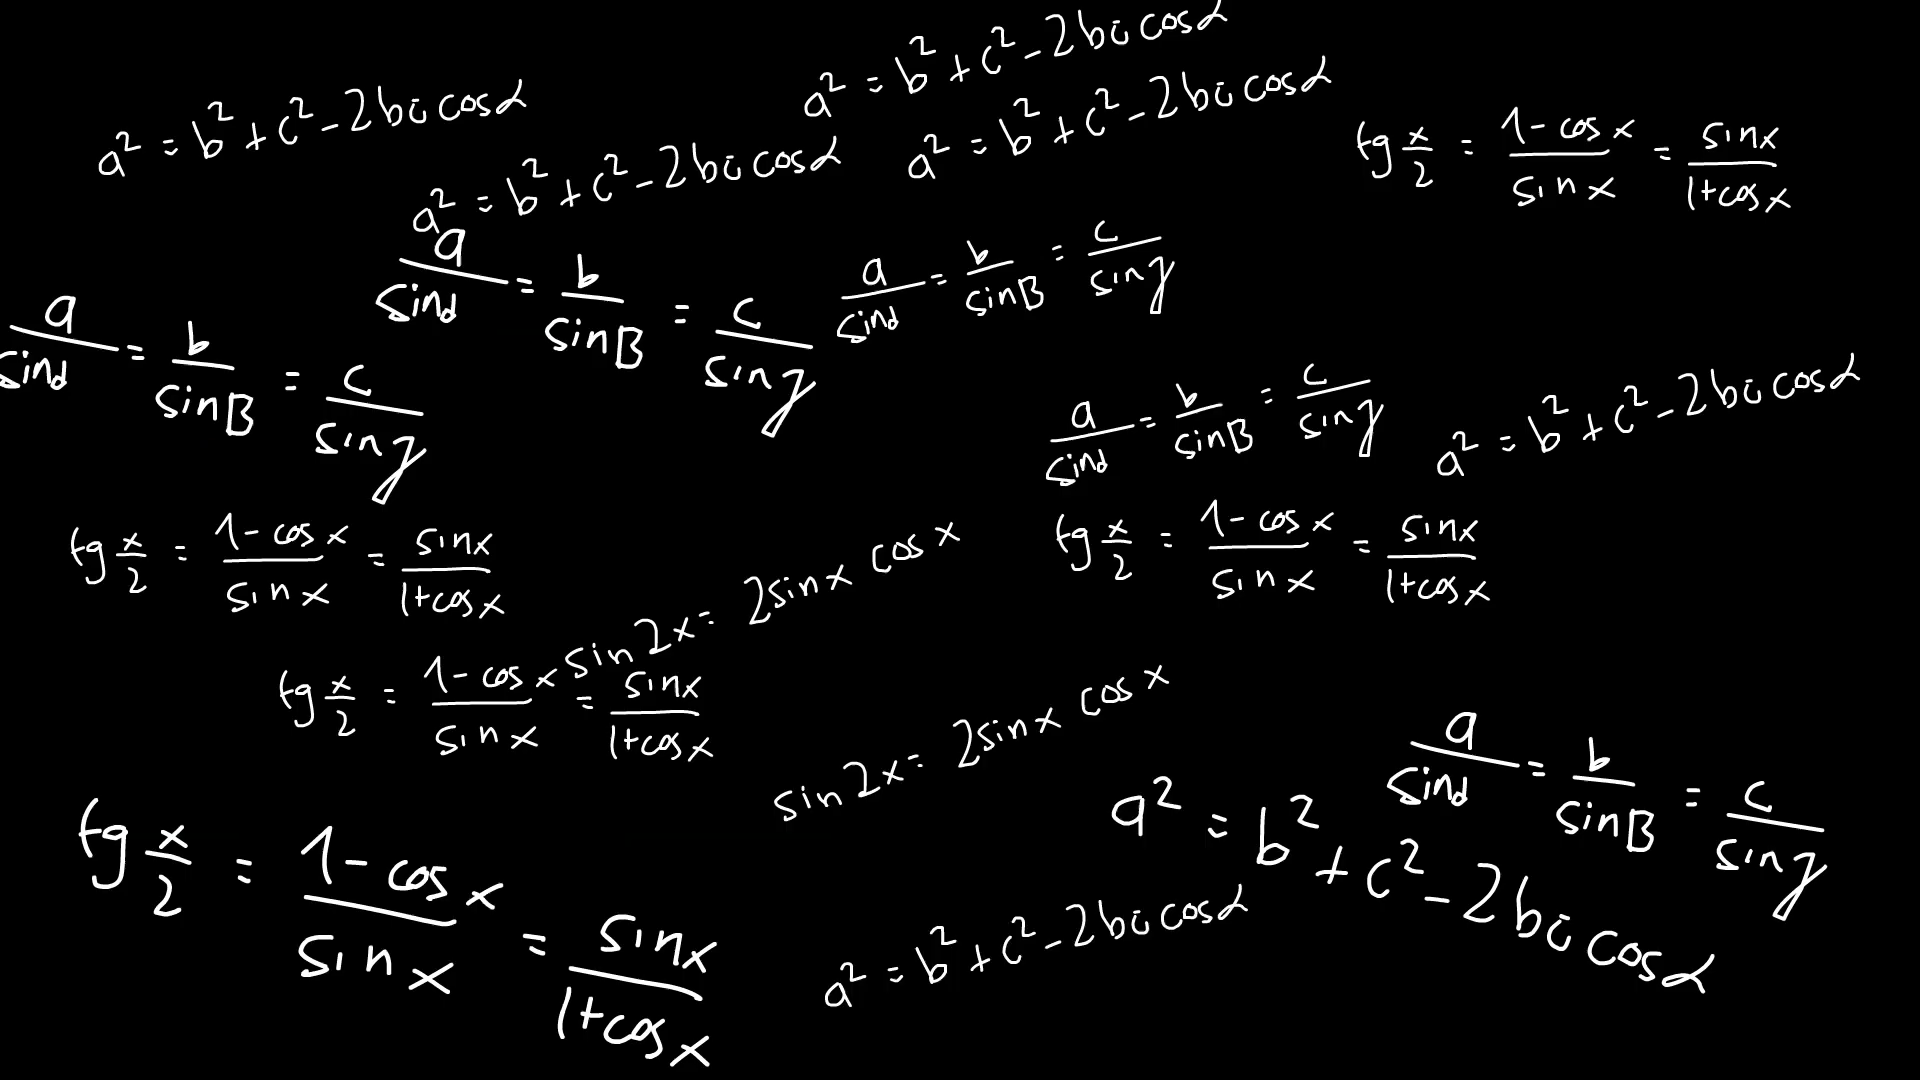 a² = b² + c² - 2bc cosα
a² = b² + c² - 2bc cosα
a² = b² + c² - 2bc cosα
a² = b² + c² - 2bc cosα
tg x/2 = (1 - cos x)/(sin x) = (sin x)/(1 + cos x)
a/sinα = b/sinB = c/sinγ
a/sinα = b/sinB = c/sinγ
a/sinα = b/sinB = c/sinγ
a/sinα = b/sinB = c/sinγ
a² = b² + c² - 2bc cosα
tg x/2 = (1 - cos x)/(sin x) = (sin x)/(1 + cos x)
sin 2x = 2sinx cos x
tg x/2 = (1 - cos x)/(sin x) = (sin x)/(1 + cos x)
tg x/2 = (1 - cos x)/(sin x) = (sin x)/(1 + cos x)
sin 2x = 2sinx cos x
a/sinα = b/sinB = c/sinγ
a² = b² + c² - 2bc cosα
tg x/2 = (1 - cos x)/(sin x) = (sin x)/(1 + cos x)
a² = b² + c² - 2bc cosα